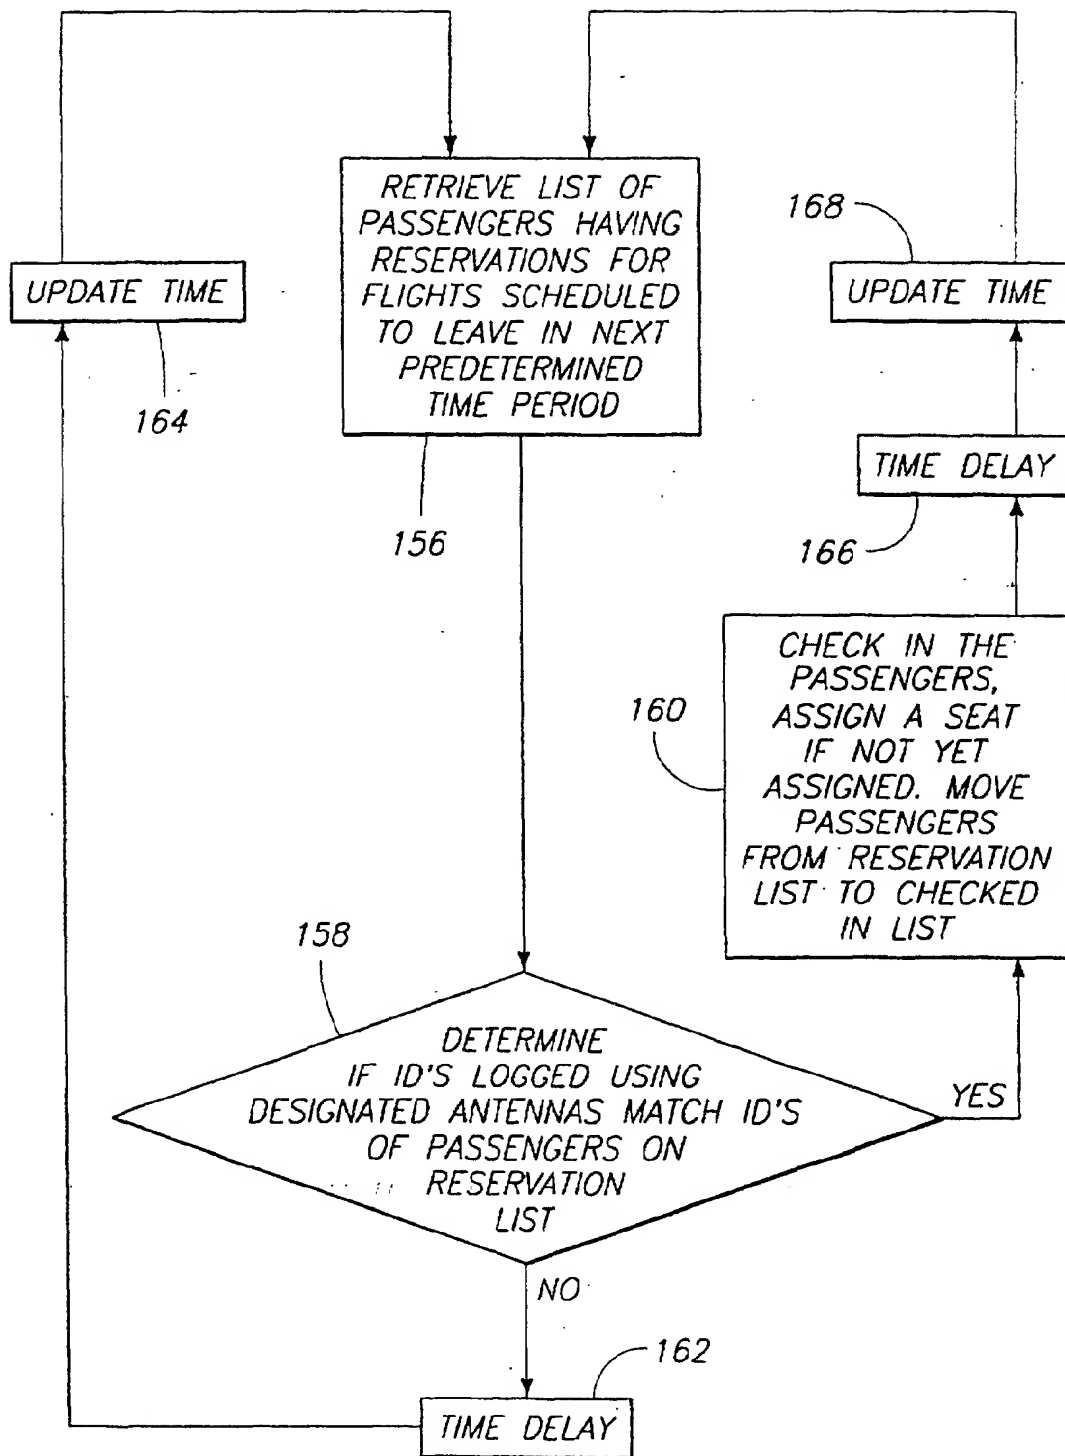 RETRIEVE LIST OF
PASSENGERS HAVING
RESERVATIONS FOR
FLIGHTS SCHEDULED
TO LEAVE IN NEXT
PREDETERMINED
TIME PERIOD
156
UPDATE TIME
164
168
UPDATE TIME
TIME DELAY
166
CHECK IN THE
PASSENGERS,
ASSIGN A SEAT
IF NOT YET
ASSIGNED. MOVE
PASSENGERS
FROM RESERVATION
LIST TO CHECKED
IN LIST
160
158
DETERMINE
IF ID'S LOGGED USING
DESIGNATED ANTENNAS MATCH ID'S
OF PASSENGERS ON
RESERVATION
LIST
YES
NO
162
TIME DELAY